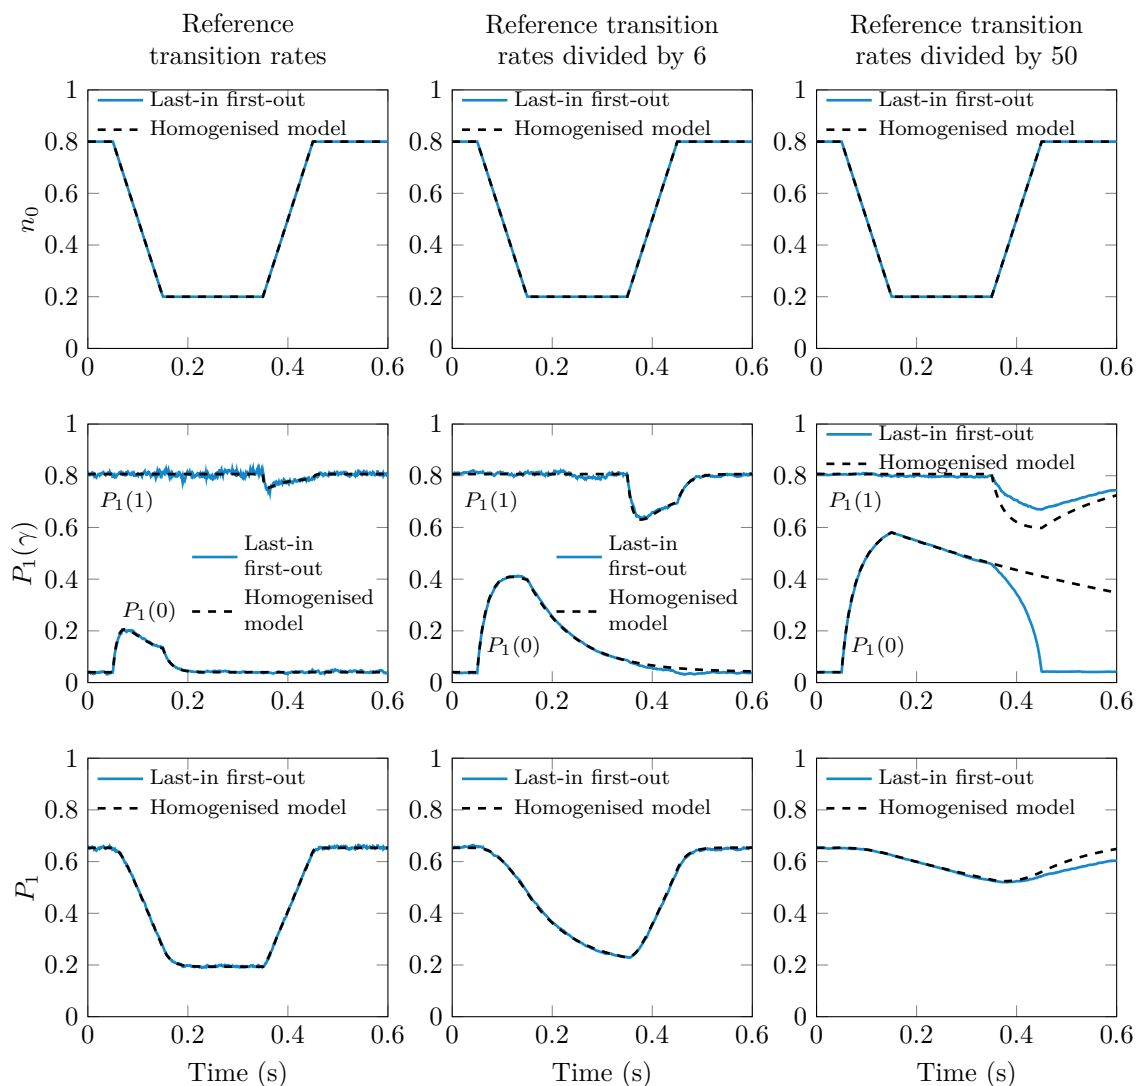 Reference
transition rates
Reference transition
rates divided by 6
Reference transition
rates divided by 50
1
0.8
0.6
0.4
0.2
0
n₀
Last-in first-out
Homogenised model
0 0.2 0.4 0.6
1
0.8
0.6
0.4
0.2
0
Last-in first-out
Homogenised model
0 0.2 0.4 0.6
1
0.8
0.6
0.4
0.2
0
Last-in first-out
Homogenised model
0 0.2 0.4 0.6
1
0.8
0.6
0.4
0.2
0
P₁(γ)
P₁(1)
Last-in
first-out
Homogenised
model
P₁(0)
0 0.2 0.4 0.6
1
0.8
0.6
0.4
0.2
0
P₁(1)
Last-in
first-out
Homogenised
model
P₁(0)
0 0.2 0.4 0.6
1
0.8
0.6
0.4
0.2
0
Last-in first-out
Homogenised model
P₁(1)
P₁(0)
0 0.2 0.4 0.6
1
0.8
0.6
0.4
0.2
0
P₁
Last-in first-out
Homogenised model
0 0.2 0.4 0.6
Time (s)
1
0.8
0.6
0.4
0.2
0
Last-in first-out
Homogenised model
0 0.2 0.4 0.6
Time (s)
1
0.8
0.6
0.4
0.2
0
Last-in first-out
Homogenised model
0 0.2 0.4 0.6
Time (s)